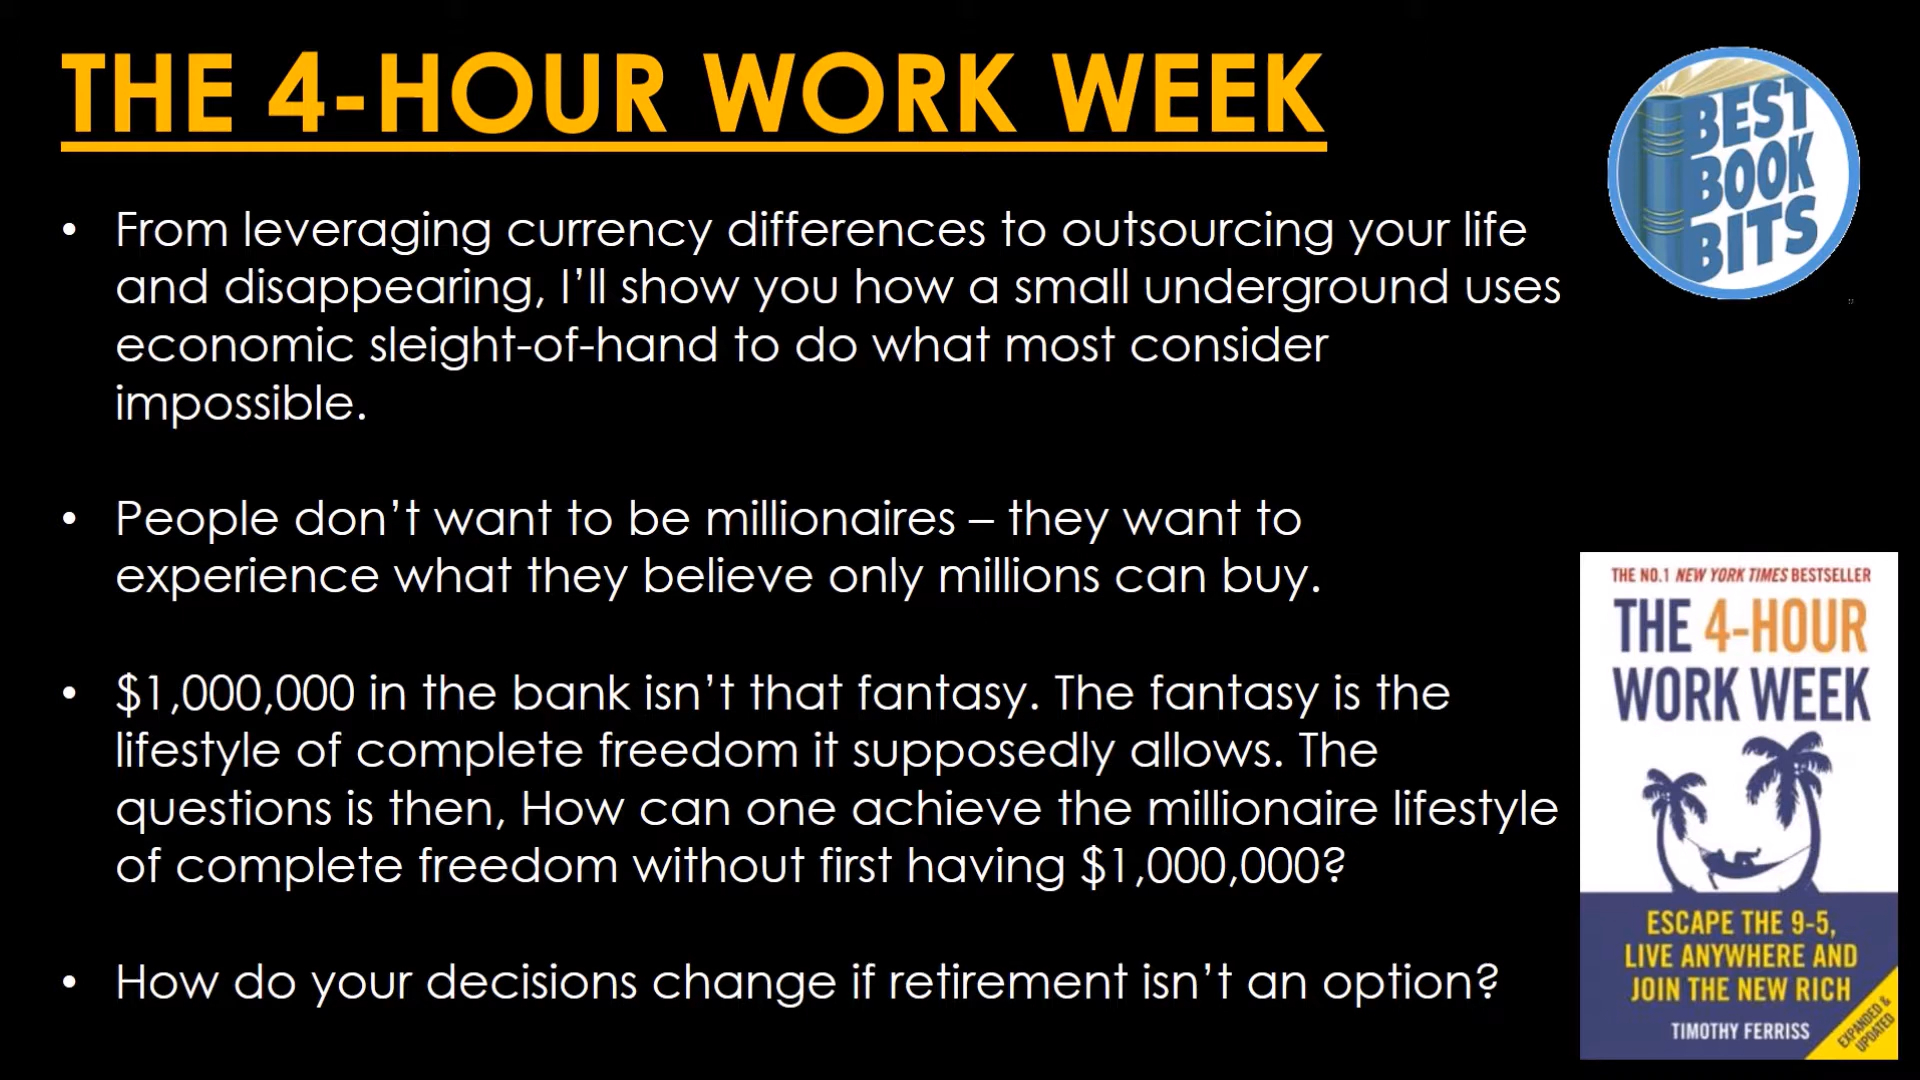 THE 4-HOUR WORK WEEK
BEST
BOOK
BITS
• From leveraging currency differences to outsourcing your life
and disappearing, I’ll show you how a small underground uses
economic sleight-of-hand to do what most consider
impossible.
• People don’t want to be millionaires – they want to
experience what they believe only millions can buy.
• $1,000,000 in the bank isn’t that fantasy. The fantasy is the
lifestyle of complete freedom it supposedly allows. The
questions is then, How can one achieve the millionaire lifestyle
of complete freedom without first having $1,000,000?
• How do your decisions change if retirement isn’t an option?
THE NO.1 NEW YORK TIMES BESTSELLER
THE 4-HOUR
WORK WEEK
ESCAPE THE 9-5,
LIVE ANYWHERE AND
JOIN THE NEW RICH
TIMOTHY FERRISS
EXPANDED &
UPDATED